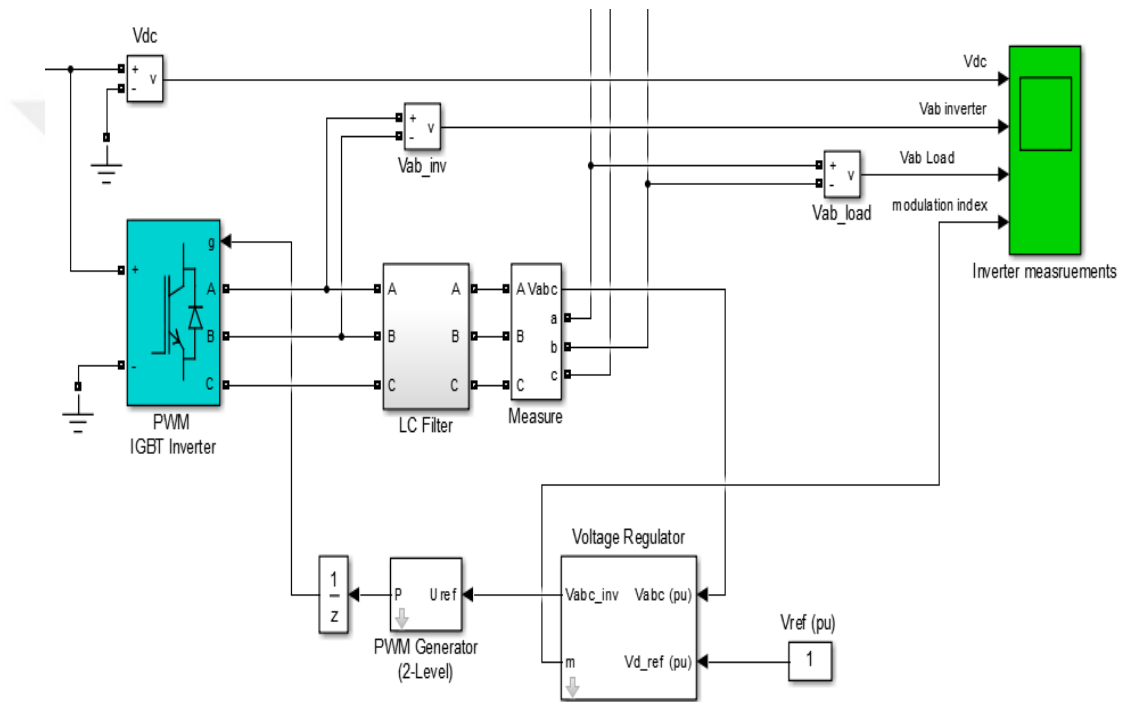 Vdc
+
-
v
Vdc
+
-
v
Vab_inv
Vab inverter
+
-
v
Vab_load
Vab Load
modulation index
Inverter measruements
g
+
-
A
B
C
PWM
IGBT Inverter
A
B
C
A
B
C
LC Filter
A
B
C
Vabc
a
b
c
Measure
Voltage Regulator
Vabc_inv
Vabc (pu)
m
Vd_ref (pu)
Vref (pu)
1
P
Uref
PWM Generator
(2-Level)
1
z